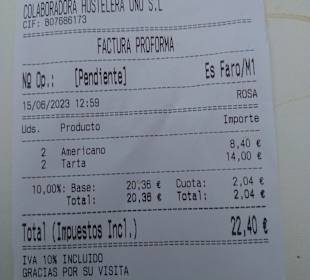 COLABORADORA HOSTELERA UNO S.L
CIF: B07686173
FACTURA PROFORMA
Nº Op.: [Pendiente] Es Faro/M1
15/06/2023 12:59 ROSA
Uds. Producto Importe
2 Americano 8,40 €
2 Tarta 14,00 €
10,00% Base: 20,36 € Cuota: 2,04 €
Total: 20,36 € Total: 2,04 €
Total (Impuestos Incl.) 22,40 €
IVA 10% INCLUIDO
GRACIAS POR SU VISITA